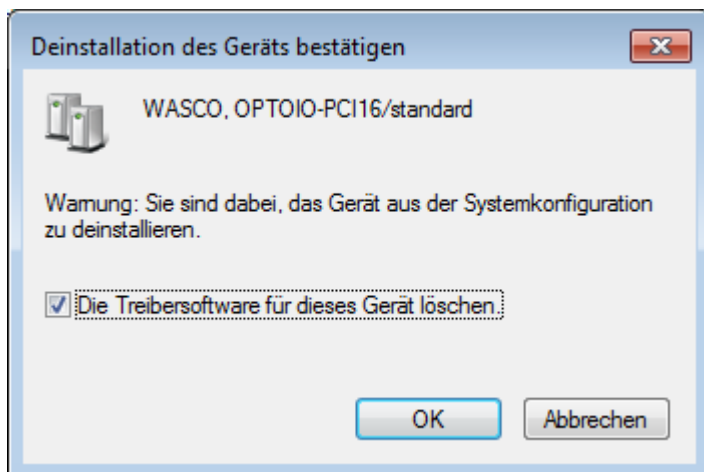 Deinstallation des Geräts bestätigen
WASCO, OPTOIO-PCI16/standard
Warnung: Sie sind dabei, das Gerät aus der Systemkonfiguration
zu deinstallieren.
Die Treibersoftware für dieses Gerät löschen.
OK
Abbrechen